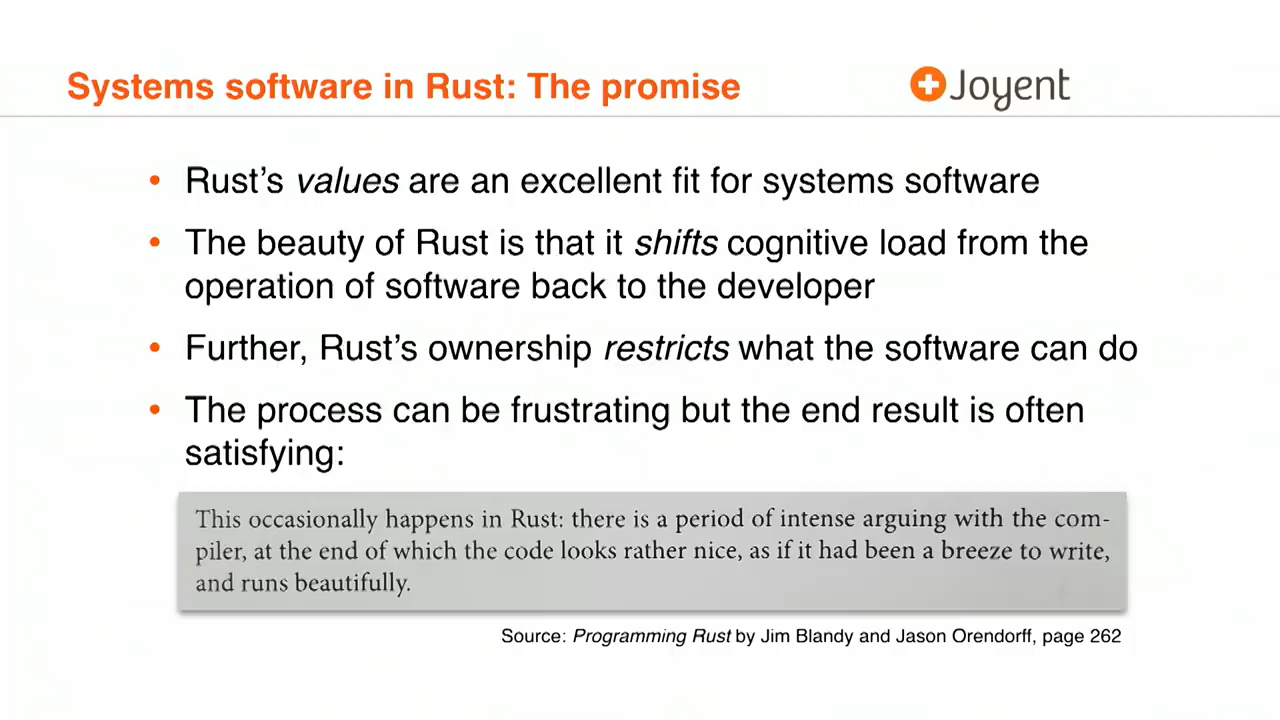 Systems software in Rust: The promise
Joyent
• Rust’s values are an excellent fit for systems software
• The beauty of Rust is that it shifts cognitive load from the
operation of software back to the developer
• Further, Rust’s ownership restricts what the software can do
• The process can be frustrating but the end result is often
satisfying:
This occasionally happens in Rust: there is a period of intense arguing with the com-
piler, at the end of which the code looks rather nice, as if it had been a breeze to write,
and runs beautifully.
Source: Programming Rust by Jim Blandy and Jason Orendorff, page 262